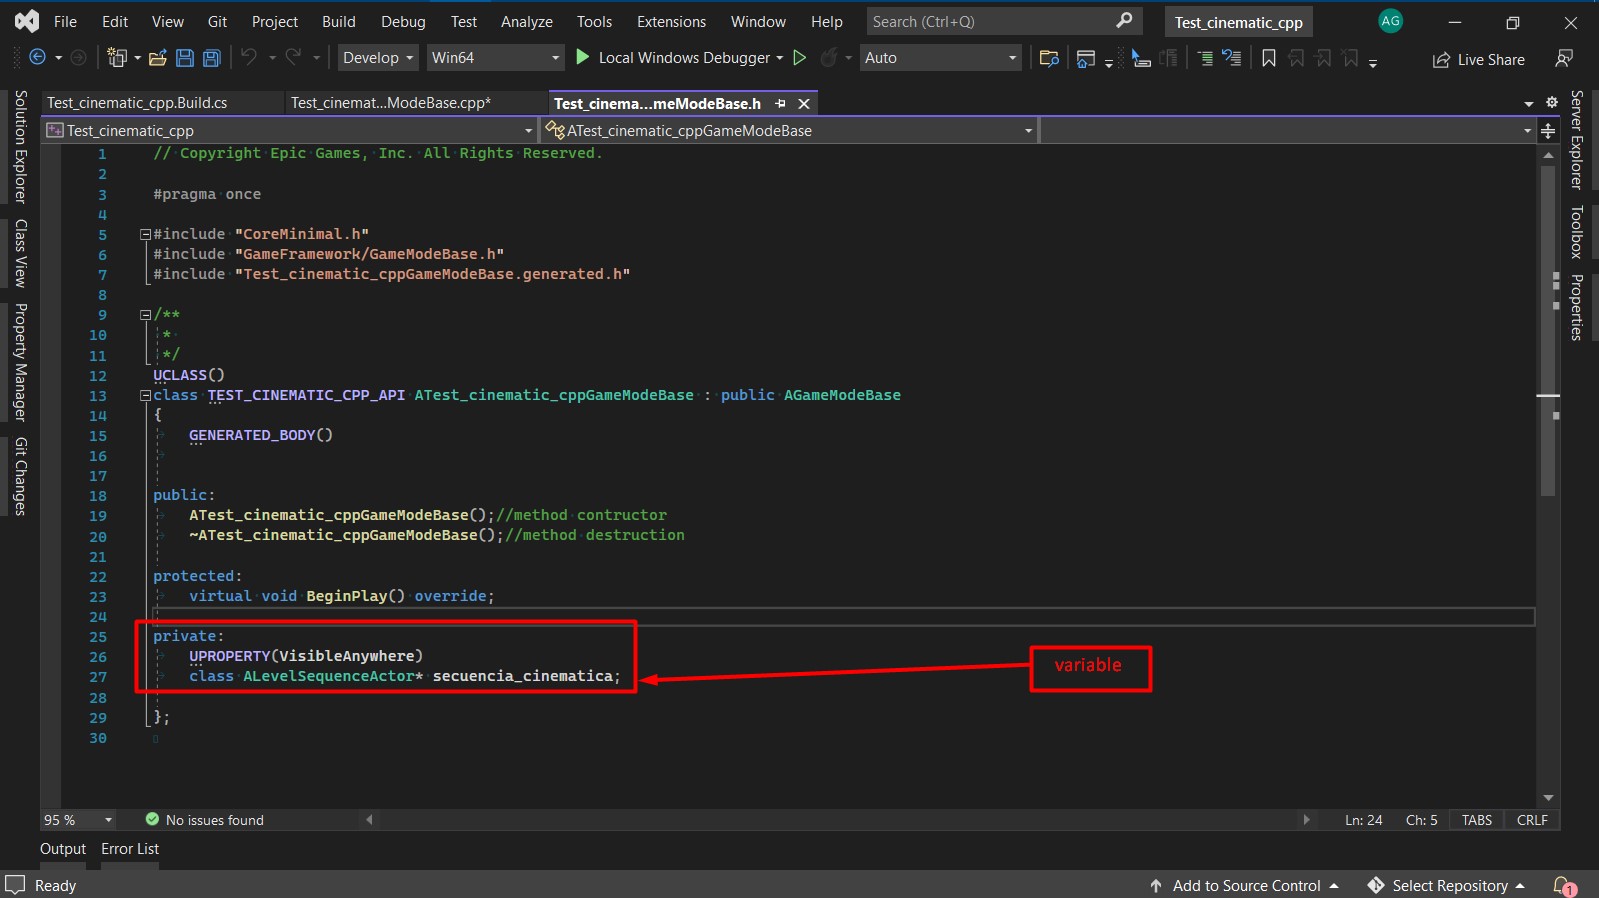 File Edit View Git Project Build Debug Test Analyze Tools Extensions Window Help Search (Ctrl+Q) Test_cinematic_cpp AG
Develop Win64 Local Windows Debugger Auto Live Share
Test_cinematic_cpp.Build.cs Test_cinemat...ModeBase.cpp* Test_cinema...meModeBase.h
Test_cinematic_cpp ATest_cinematic_cppGameModeBase
Solution Explorer
Class View
Property Manager
Git Changes
1 // Copyright Epic Games, Inc. All Rights Reserved.
2
3 #pragma once
4
5 #include "CoreMinimal.h"
6 #include "GameFramework/GameModeBase.h"
7 #include "Test_cinematic_cppGameModeBase.generated.h"
8
9 /**
10 *
11 */
12 UCLASS()
13 class TEST_CINEMATIC_CPP_API ATest_cinematic_cppGameModeBase : public AGameModeBase
14 {
15 GENERATED_BODY()
16
17
18 public:
19 ATest_cinematic_cppGameModeBase();//method contructor
20 ~ATest_cinematic_cppGameModeBase();//method destruction
21
22 protected:
23 virtual void BeginPlay() override;
24
25 private:
26 UPROPERTY(VisibleAnywhere)
27 class ALevelSequenceActor* secuencia_cinematica;
28
29 };
30
variable
Server Explorer
Toolbox
Properties
95 % No issues found Ln: 24 Ch: 5 TABS CRLF
Output Error List
Ready Add to Source Control Select Repository 1